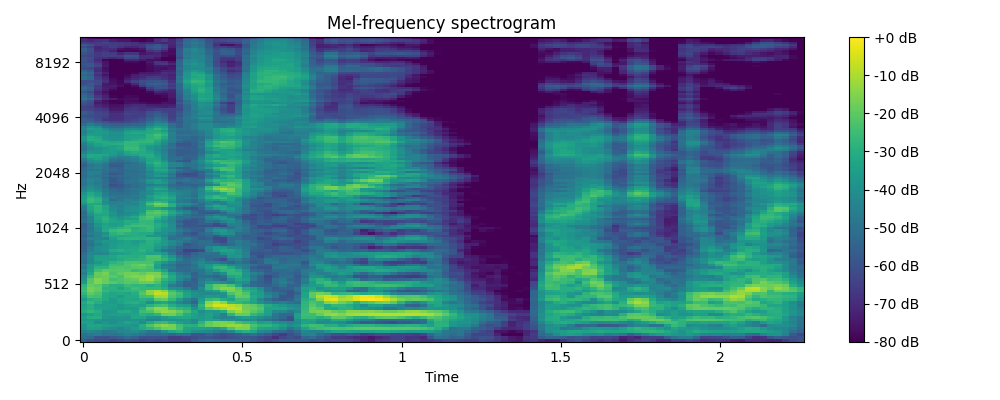 Mel-frequency spectrogram
Hz
8192
4096
2048
1024
512
0
0
0.5
1
1.5
2
Time
+0 dB
-10 dB
-20 dB
-30 dB
-40 dB
-50 dB
-60 dB
-70 dB
-80 dB